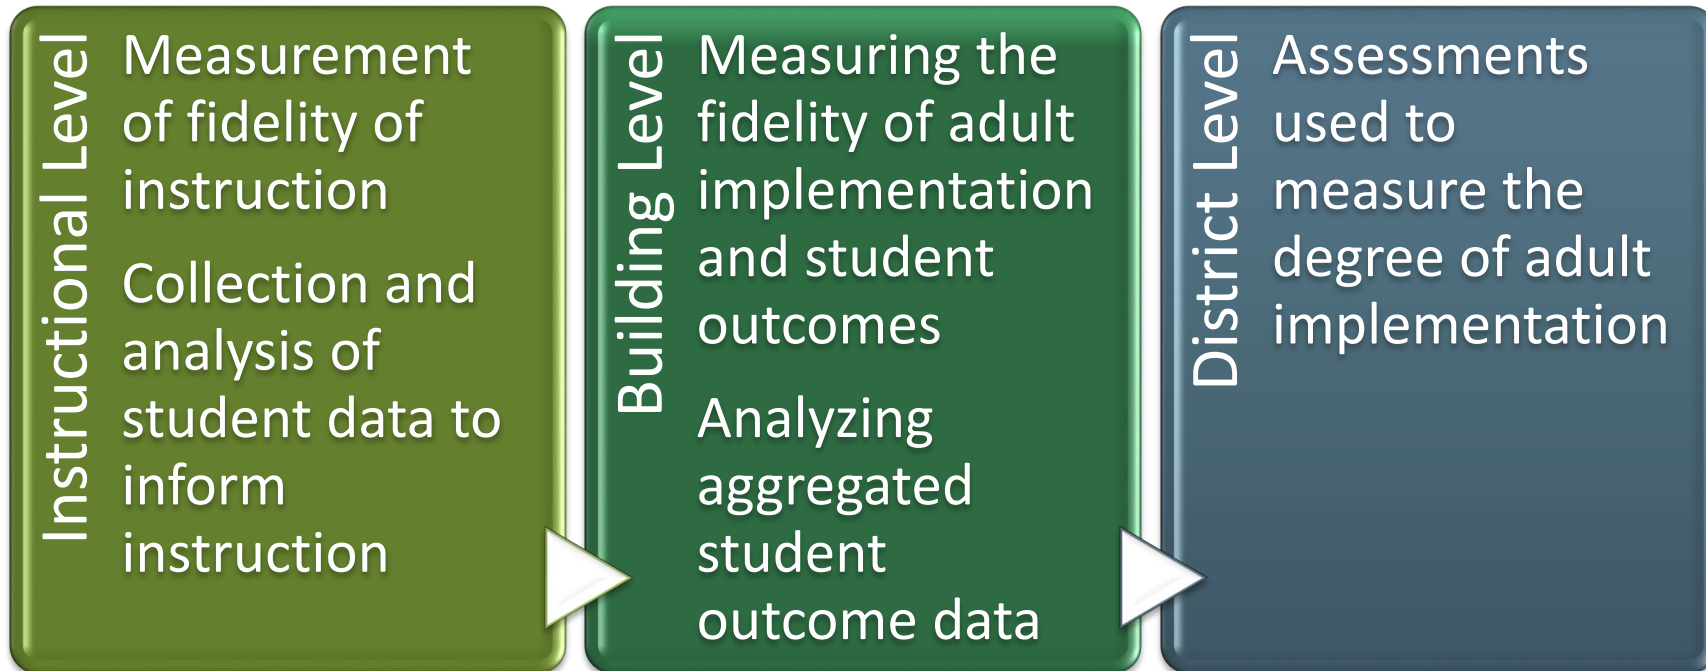 Instructional Level
Measurement
of fidelity of
instruction
Collection and
analysis of
student data to
inform
instruction
Building Level
Measuring the
fidelity of adult
implementation
and student
outcomes
Analyzing
aggregated
student
outcome data
District Level
Assessments
used to
measure the
degree of adult
implementation